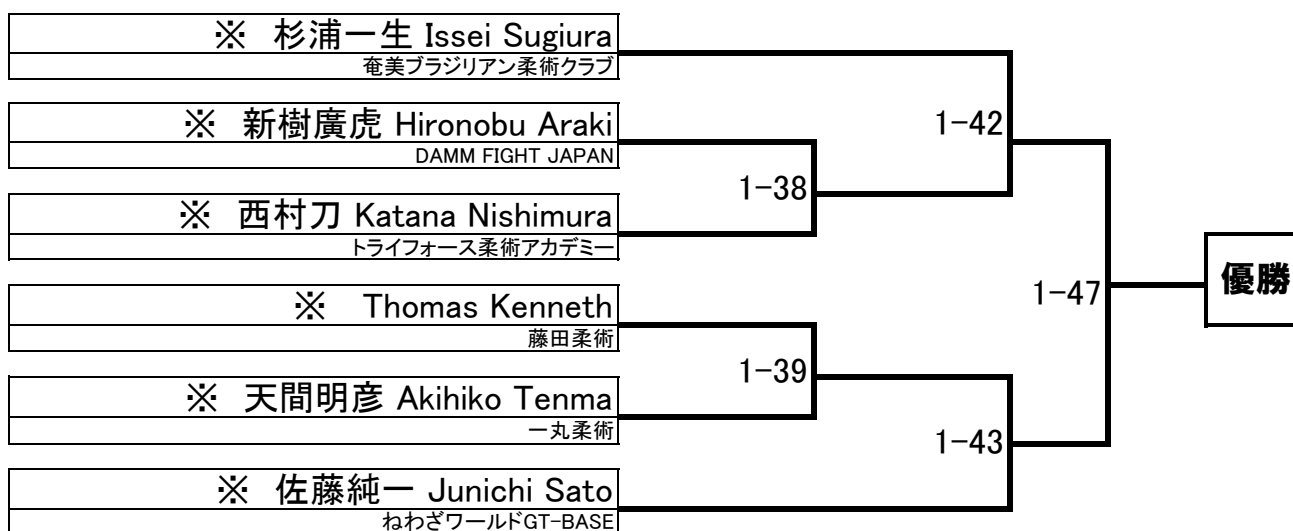 ※ 杉浦一生 Issei Sugiura
奄美ブラジリアン柔術クラブ
※ 新樹廣虎 Hironobu Araki
DAMM FIGHT JAPAN
1-42
1-38
※ 西村刀 Katana Nishimura
トライフォース柔術アカデミー
優勝
1-47
※ Thomas Kenneth
藤田柔術
1-39
※ 天間明彦 Akihiko Tenma
一丸柔術
1-43
※ 佐藤純一 Junichi Sato
ねわざワールドGT-BASE